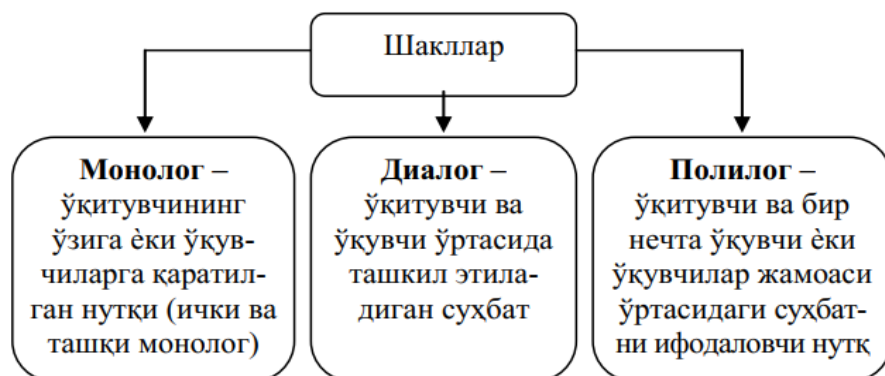 Шакллар
Монолог –
ўқитувчининг
ўзига ѐки ўқув-
чиларга қаратил-
ган нутқи (ички ва
ташқи монолог)
Диалог –
ўқитувчи ва
ўқувчи ўртасида
ташкил этила-
диган суҳбат
Полилог –
ўқитувчи ва бир
нечта ўқувчи ѐки
ўқувчилар жамоаси
ўртасидаги суҳбат-
ни ифодаловчи нутқ